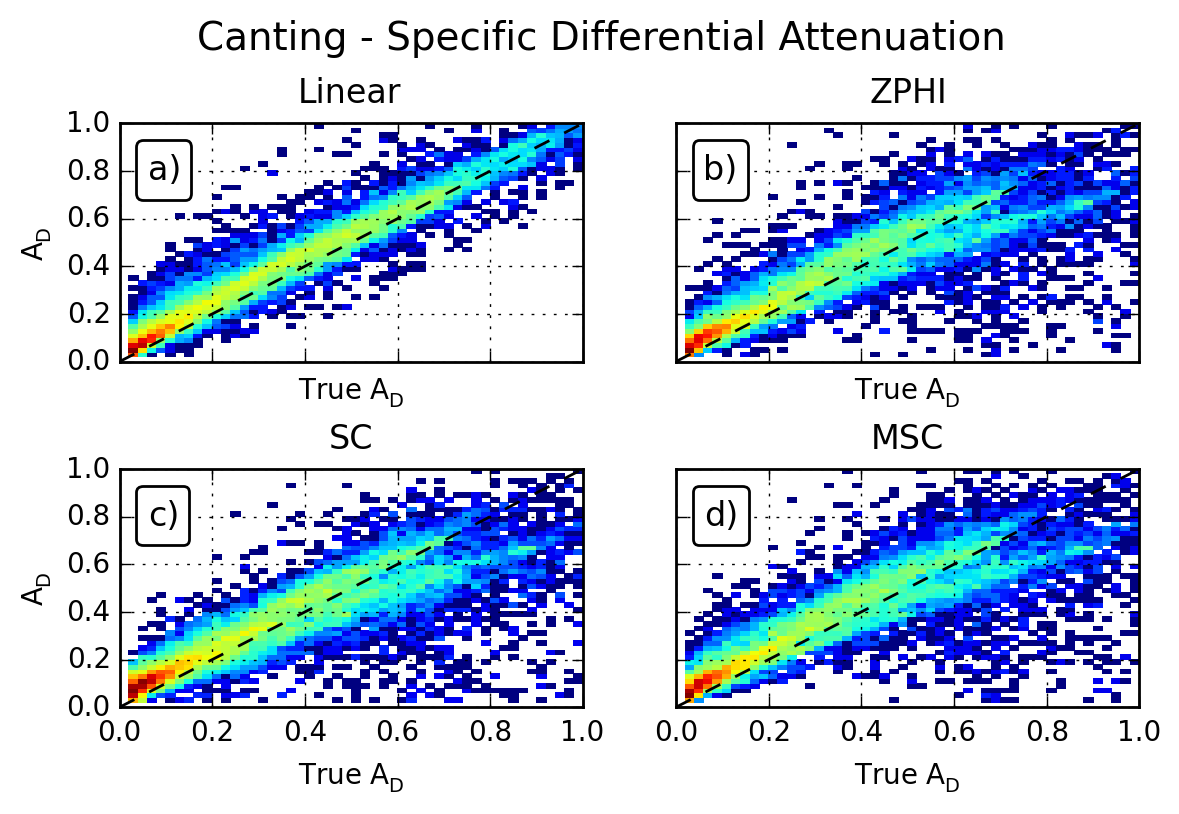 Canting - Specific Differential Attenuation
Linear
ZPHI
1.0
0.8
0.6
0.4
0.2
0.0
A_D
a)
b)
True A_D
True A_D
SC
MSC
1.0
0.8
0.6
0.4
0.2
0.0
A_D
c)
d)
0.0 0.2 0.4 0.6 0.8 1.0
0.0 0.2 0.4 0.6 0.8 1.0
True A_D
True A_D